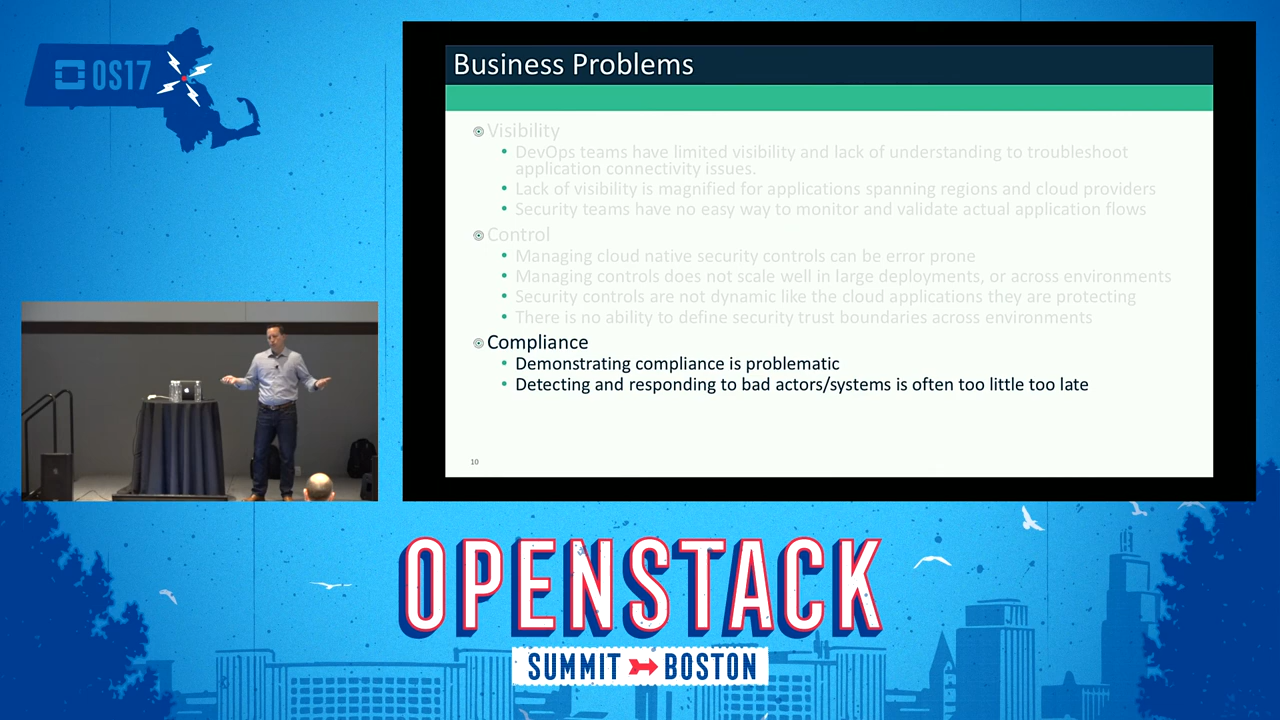 OS17
Business Problems
Visibility
• DevOps teams have limited visibility and lack of understanding to troubleshoot
application connectivity issues.
• Lack of visibility is magnified for applications spanning regions and cloud providers
• Security teams have no easy way to monitor and validate actual application flows
Control
• Managing cloud native security controls can be error prone
• Managing controls does not scale well in large deployments, or across environments
• Security controls are not dynamic like the cloud applications they are protecting
• There is no ability to define security trust boundaries across environments
Compliance
• Demonstrating compliance is problematic
• Detecting and responding to bad actors/systems is often too little too late
10
OPENSTACK
SUMMIT BOSTON